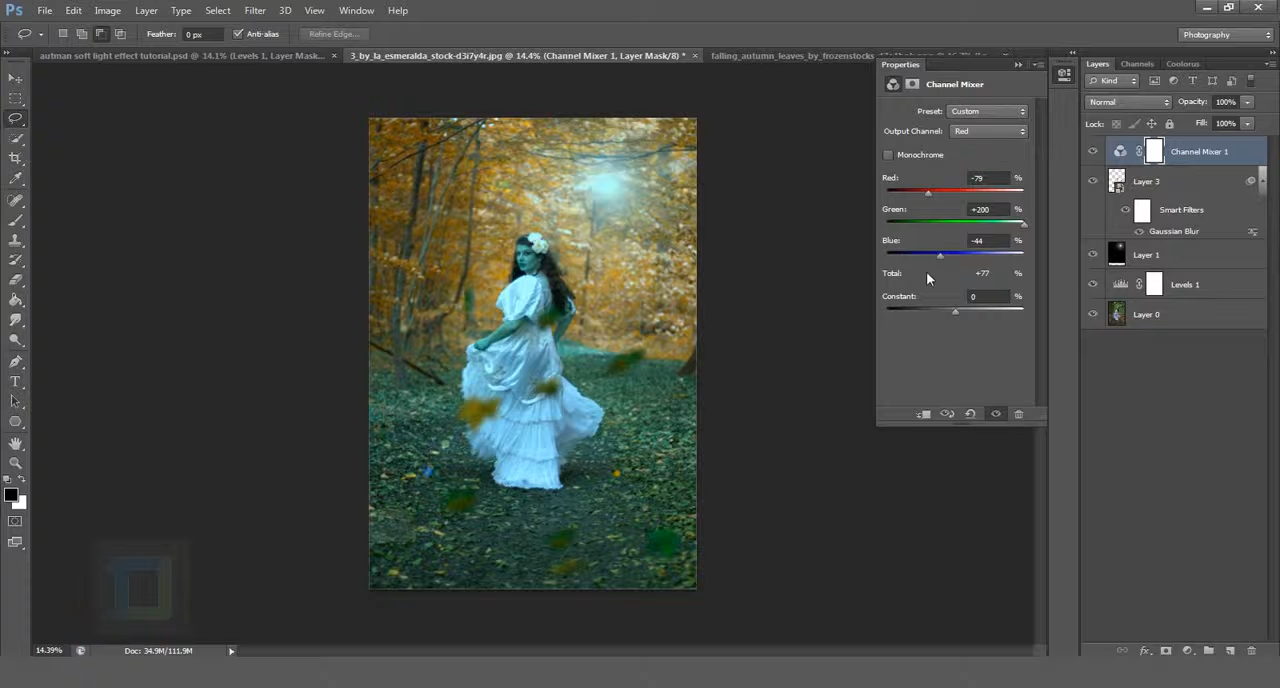 Ps File Edit Image Layer Type Select Filter 3D View Window Help
Feather: 0 px Anti-alias Refine Edge... Photography
autman soft light effect tutorial.psd @ 14.1% (Levels 1, Layer Mask... × 3_by_la_esmeralda_stock-d3i7y4r.jpg @ 14.4% (Channel Mixer 1, Layer Mask/8) * × falling_autumn_leaves_by_frozenstocks
Properties
Channel Mixer
Preset: Custom
Output Channel: Red
Monochrome
Red: -79 %
Green: +200 %
Blue: -44 %
Total: +77 %
Constant: 0 %
Layers Channels Coolorus
Kind
Normal Opacity: 100%
Lock: Fill: 100%
Channel Mixer 1
Layer 3
Smart Filters
Gaussian Blur
Layer 1
Levels 1
Layer 0
14.39% Doc: 34.9M/111.9M